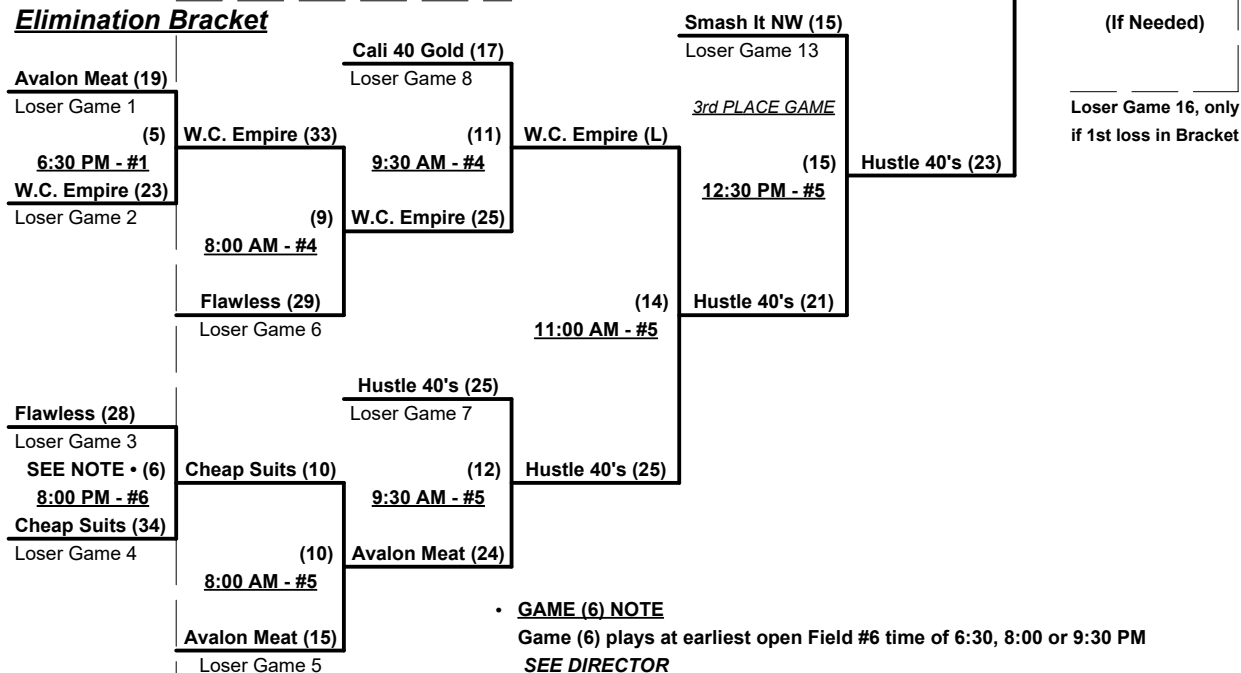 Elimination Bracket
Smash It NW (15)
(If Needed)
Cali 40 Gold (17)
Loser Game 13
Avalon Meat (19)
Loser Game 8
Loser Game 1
3rd PLACE GAME
Loser Game 16, only
(5)
W.C. Empire (33)
(11)
W.C. Empire (L)
if 1st loss in Bracket
6:30 PM - #1
9:30 AM - #4
(15)
Hustle 40's (23)
W.C. Empire (23)
12:30 PM - #5
Loser Game 2
(9)
W.C. Empire (25)
8:00 AM - #4
Flawless (29)
(14)
Hustle 40's (21)
Loser Game 6
11:00 AM - #5
Hustle 40's (25)
Flawless (28)
Loser Game 7
Loser Game 3
SEE NOTE • (6)
Cheap Suits (10)
(12)
Hustle 40's (25)
8:00 PM - #6
9:30 AM - #5
Cheap Suits (34)
Loser Game 4
(10)
Avalon Meat (24)
8:00 AM - #5
• GAME (6) NOTE
Avalon Meat (15)
Game (6) plays at earliest open Field #6 time of 6:30, 8:00 or 9:30 PM
Loser Game 5
SEE DIRECTOR